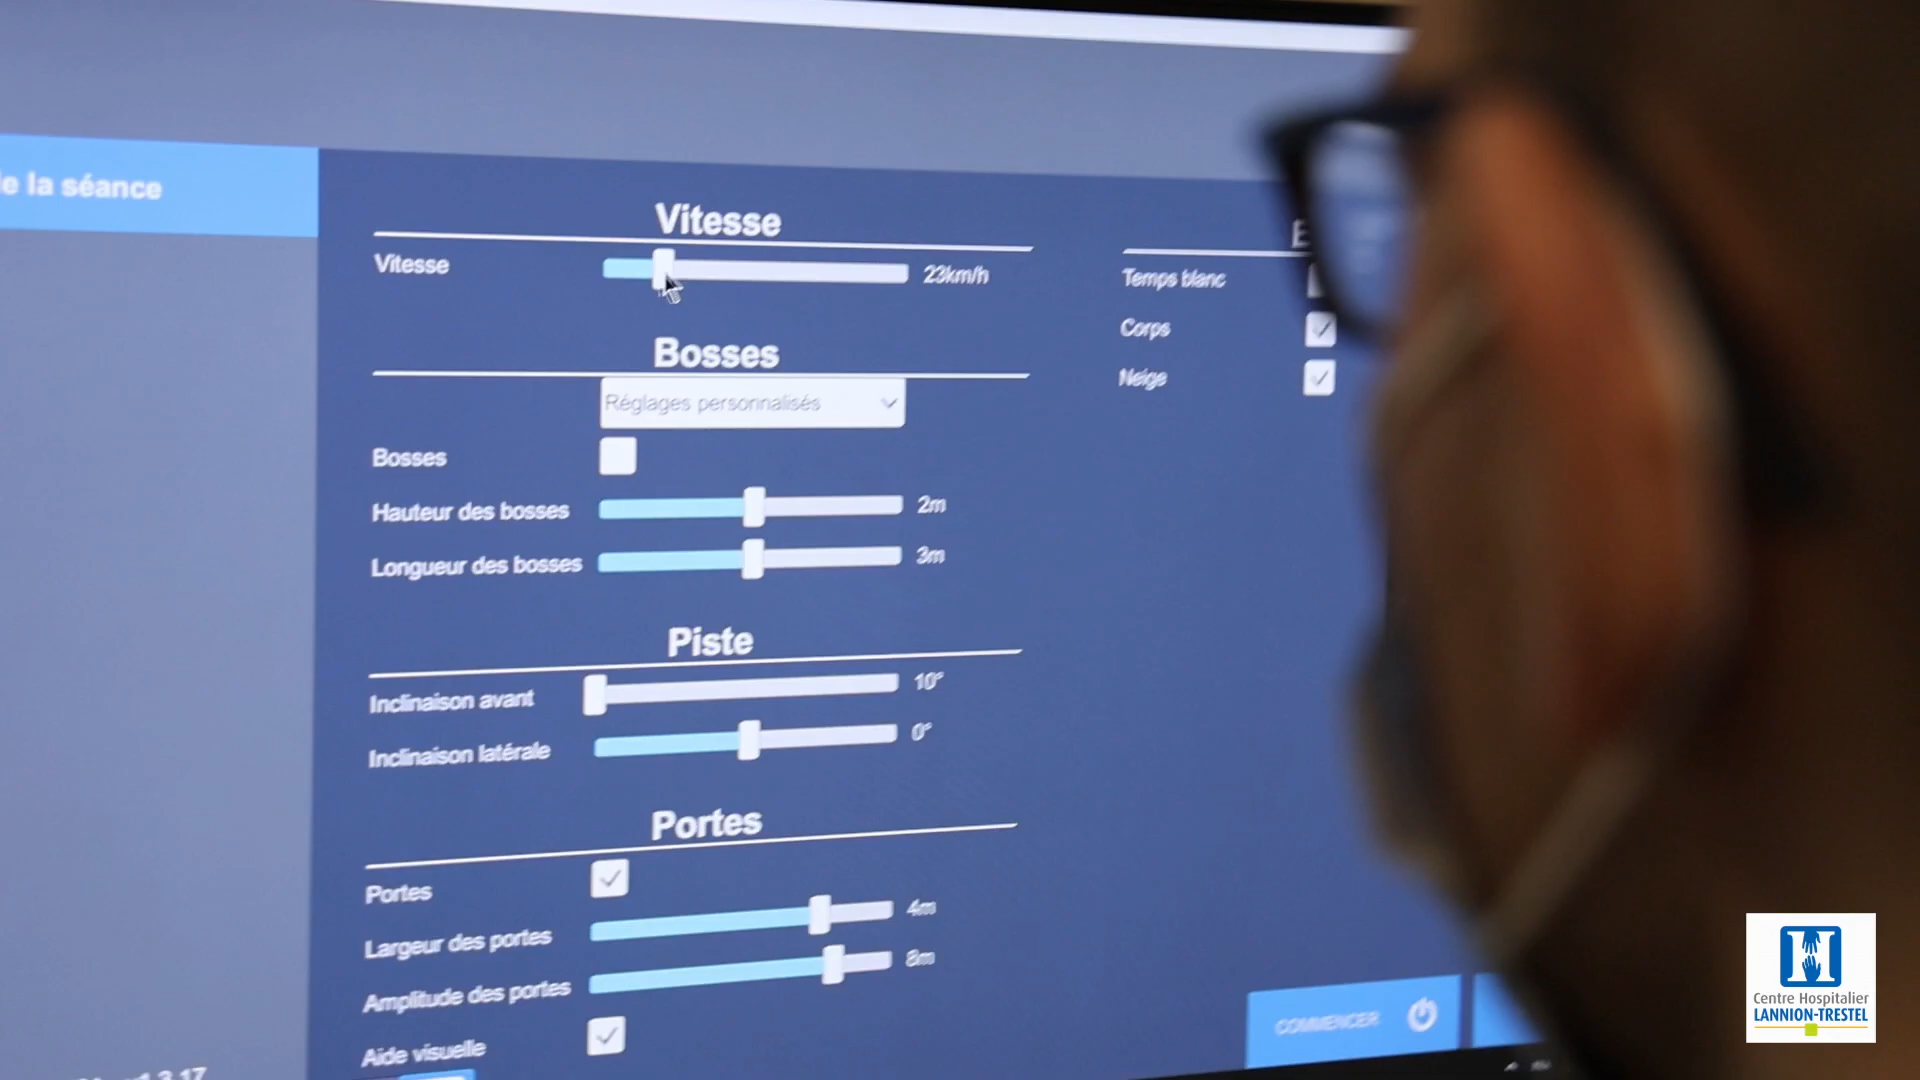 de la séance
Vitesse
Vitesse 23km/h
Bosses
Réglages personnalisés
Bosses
Hauteur des bosses 2m
Longueur des bosses 3m
Piste
Inclinaison avant 10°
Inclinaison latérale 0°
Portes
Portes
Largeur des portes 4m
Amplitude des portes 8m
Aide visuelle
Temps blanc
Corps
Neige
COMMENCER
Centre Hospitalier
LANNION-TRESTEL